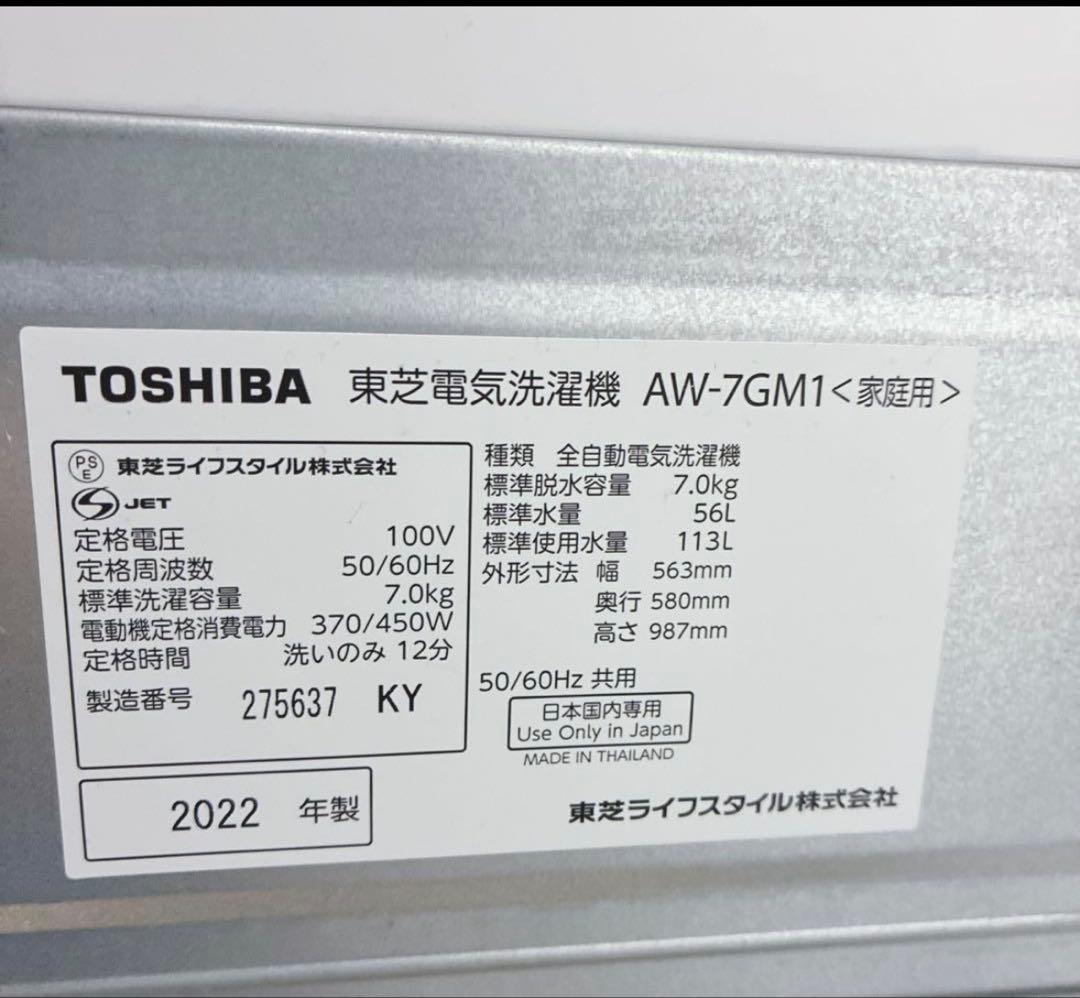 TOSHIBA 東芝電気洗濯機 AW-7GM1<家庭用>
PSE 東芝ライフスタイル株式会社
S JET
定格電圧 100V
定格周波数 50/60Hz
標準洗濯容量 7.0kg
電動機定格消費電力 370/450W
定格時間 洗いのみ 12分
製造番号 275637 KY
2022 年製
種類 全自動電気洗濯機
標準脱水容量 7.0kg
標準水量 56L
標準使用水量 113L
外形寸法 幅 563mm
奥行 580mm
高さ 987mm
50/60Hz 共用
日本国内専用
Use Only in Japan
MADE IN THAILAND
東芝ライフスタイル株式会社